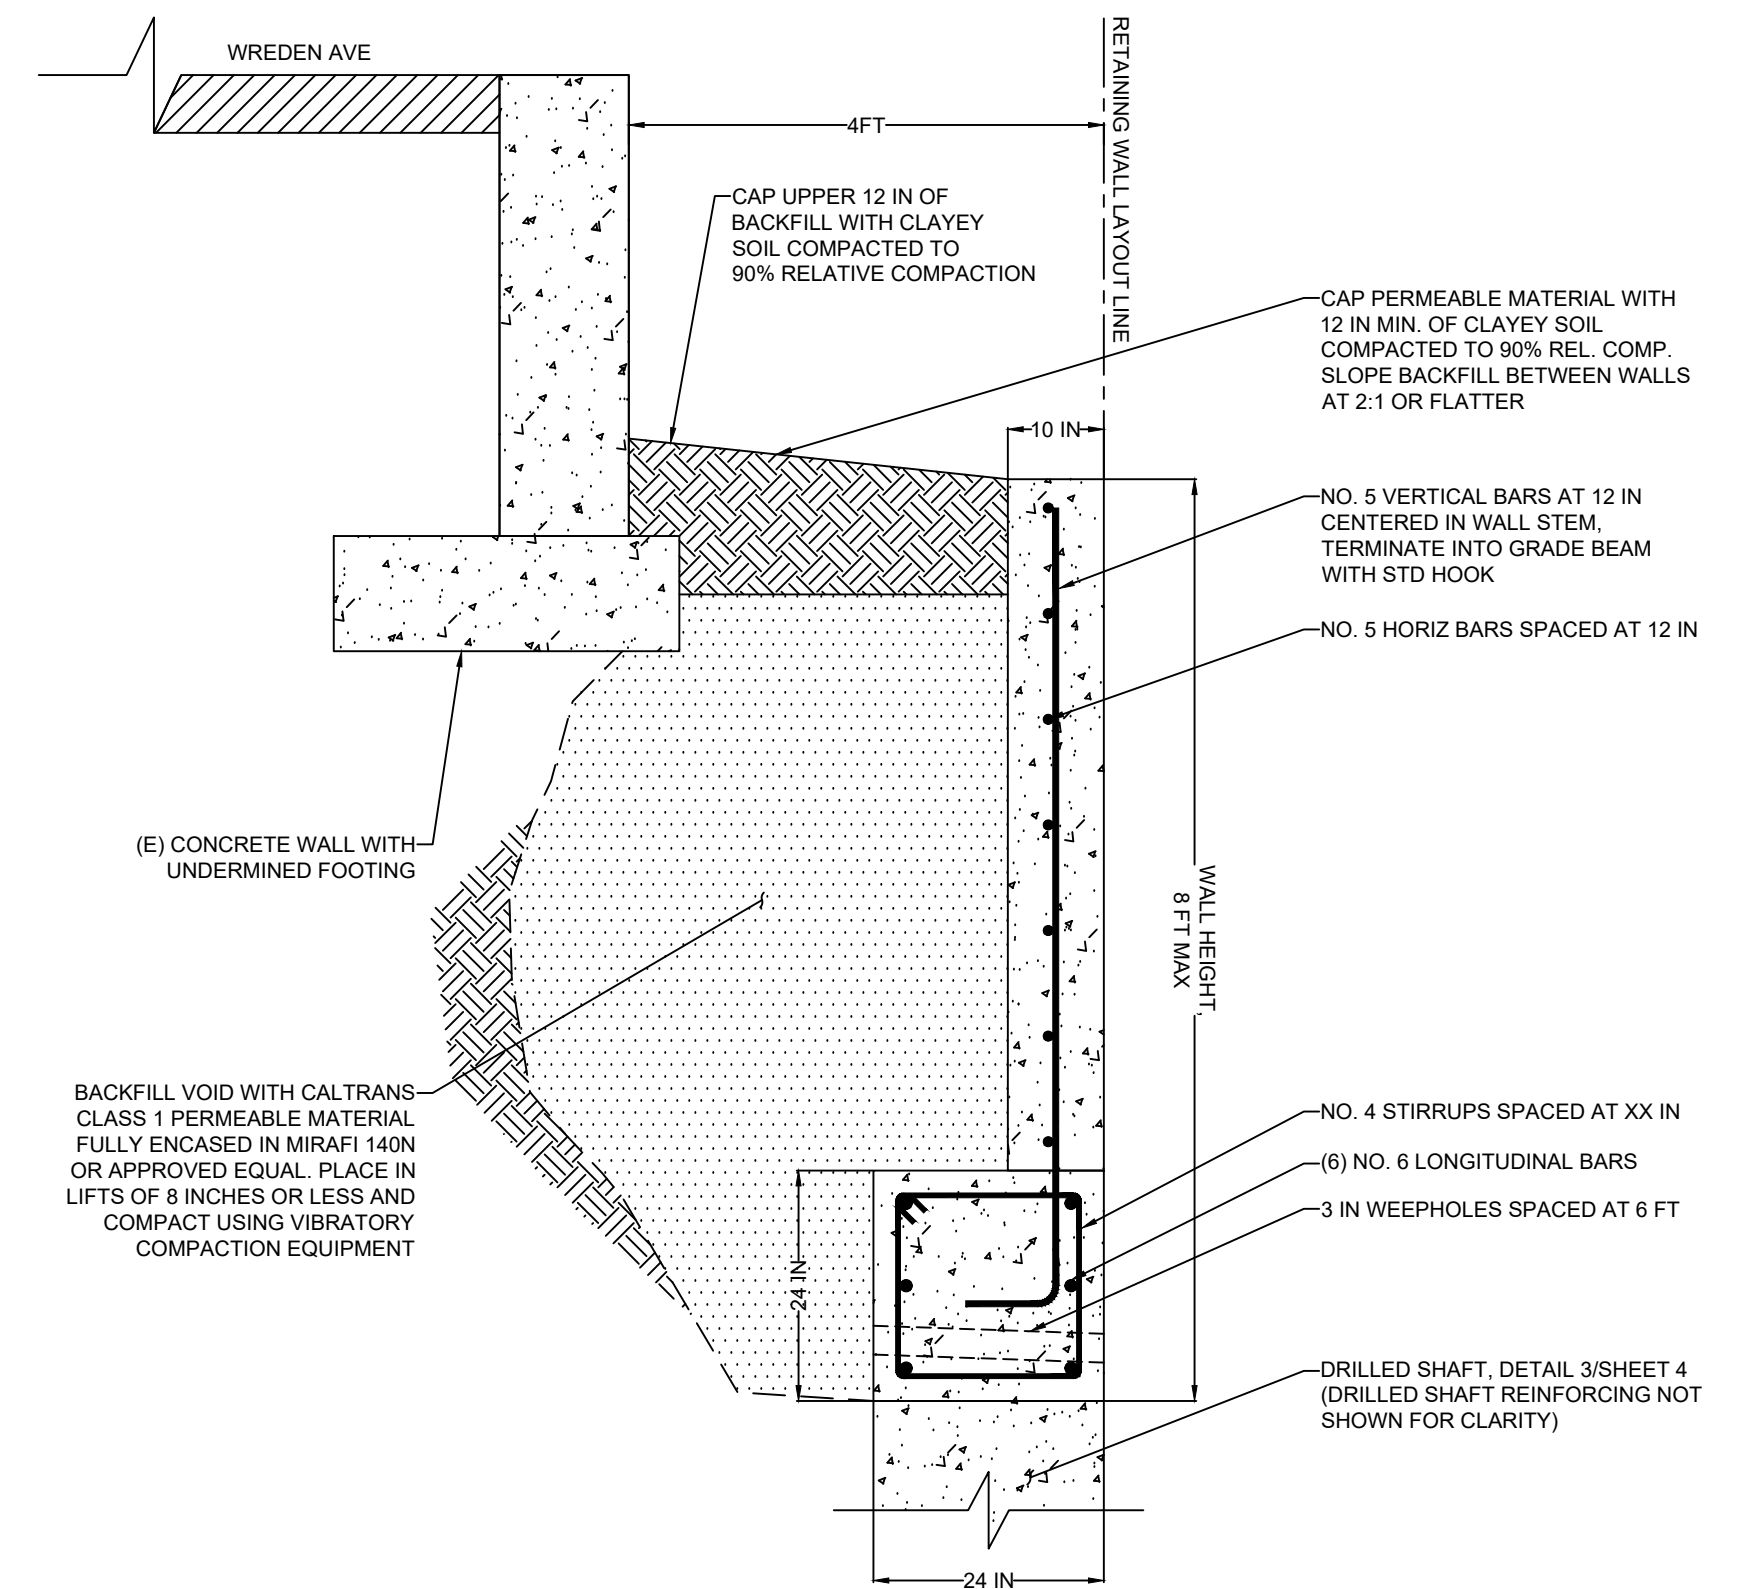 WREDEN AVE
RETAINING WALL LAYOUT LINE
4FT
CAP UPPER 12 IN OF
BACKFILL WITH CLAYEY
SOIL COMPACTED TO
90% RELATIVE COMPACTION
CAP PERMEABLE MATERIAL WITH
12 IN MIN. OF CLAYEY SOIL
COMPACTED TO 90% REL. COMP.
SLOPE BACKFILL BETWEEN WALLS
AT 2:1 OR FLATTER
10 IN
NO. 5 VERTICAL BARS AT 12 IN
CENTERED IN WALL STEM,
TERMINATE INTO GRADE BEAM
WITH STD HOOK
NO. 5 HORIZ BARS SPACED AT 12 IN
(E) CONCRETE WALL WITH
UNDERMINED FOOTING
WALL HEIGHT,
8 FT MAX
BACKFILL VOID WITH CALTRANS
CLASS 1 PERMEABLE MATERIAL
FULLY ENCASED IN MIRAFI 140N
OR APPROVED EQUAL. PLACE IN
LIFTS OF 8 INCHES OR LESS AND
COMPACT USING VIBRATORY
COMPACTION EQUIPMENT
NO. 4 STIRRUPS SPACED AT XX IN
(6) NO. 6 LONGITUDINAL BARS
3 IN WEEPHOLES SPACED AT 6 FT
24 IN
DRILLED SHAFT, DETAIL 3/SHEET 4
(DRILLED SHAFT REINFORCING NOT
SHOWN FOR CLARITY)
24 IN